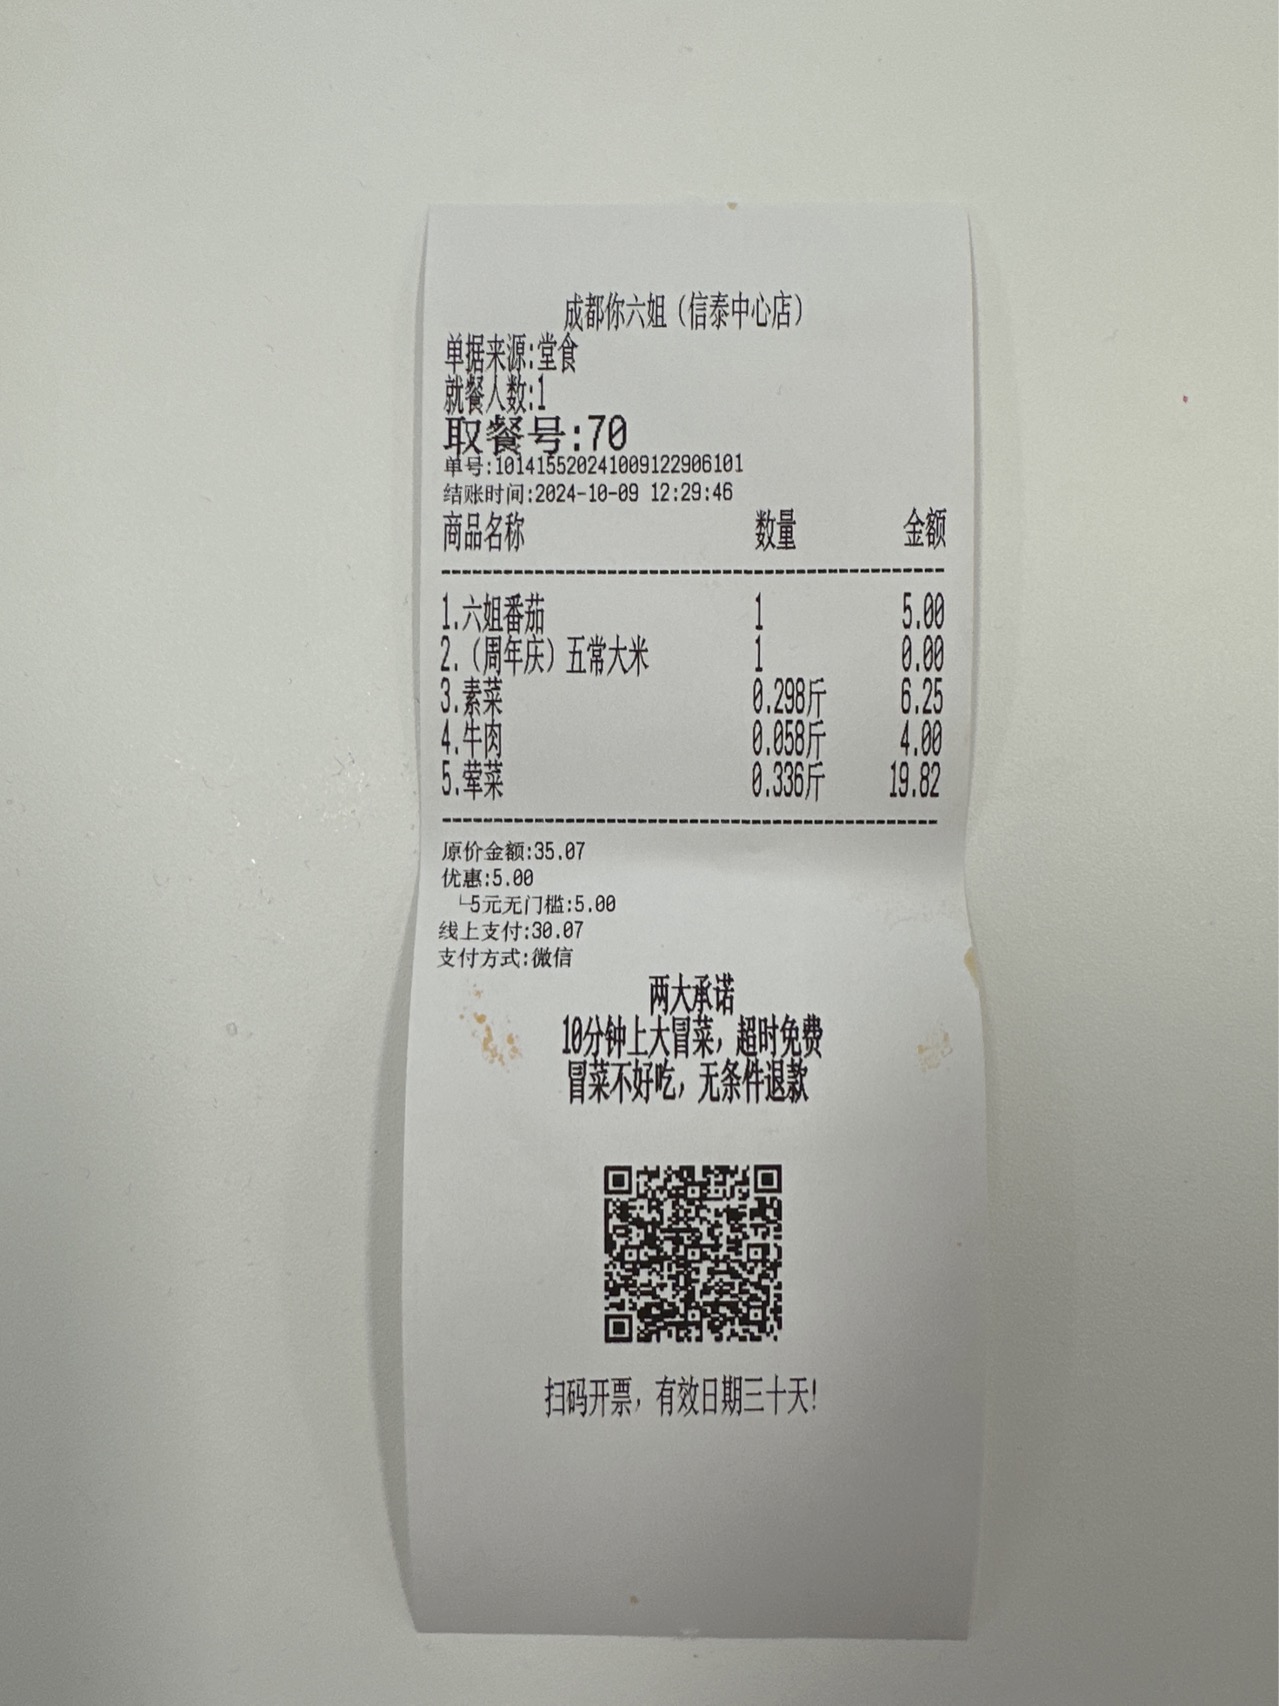 成都你六姐（信泰中心店）
单据来源:堂食
就餐人数:1
取餐号:70
单号:101415520241009122906101
结账时间:2024-10-09 12:29:46
商品名称 数量 金额
1.六姐番茄 1 5.00
2.（周年庆）五常大米 1 0.00
3.素菜 0.298斤 6.25
4.牛肉 0.058斤 4.00
5.荤菜 0.336斤 19.82
原价金额:35.07
优惠:5.00
└5元无门槛:5.00
线上支付:30.07
支付方式:微信
两大承诺
10分钟上大冒菜，超时免费
冒菜不好吃，无条件退款
扫码开票，有效日期三十天!